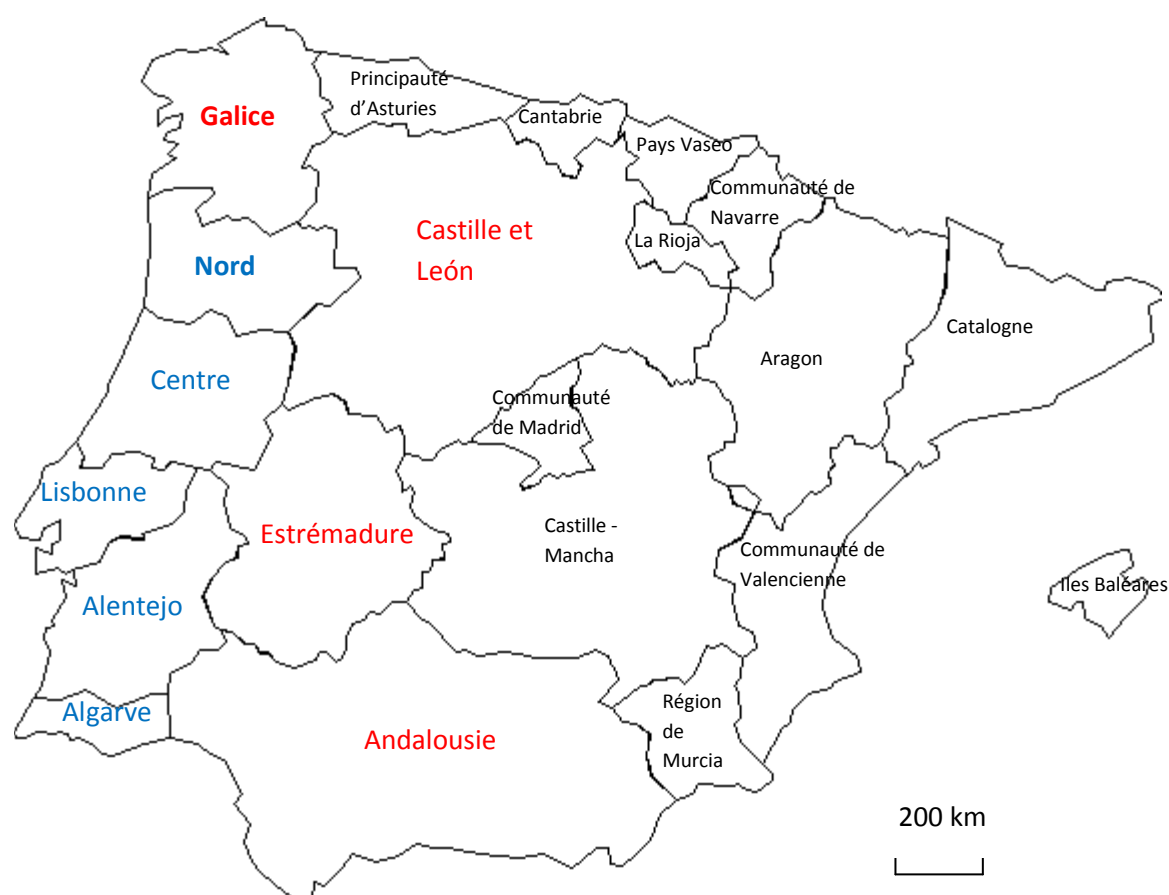 Principauté
d'Asturies
Galice
Cantabrie
Pays Vaseo
Communauté de
Navarre
La Rioja
Castille et
León
Nord
Catalogne
Aragon
Centre
Communauté
de Madrid
Lisbonne
Estrémadure
Castille -
Mancha
Communauté de
Valencienne
Iles Baléares
Alentejo
Algarve
Andalousie
Région
de
Murcia
200 km